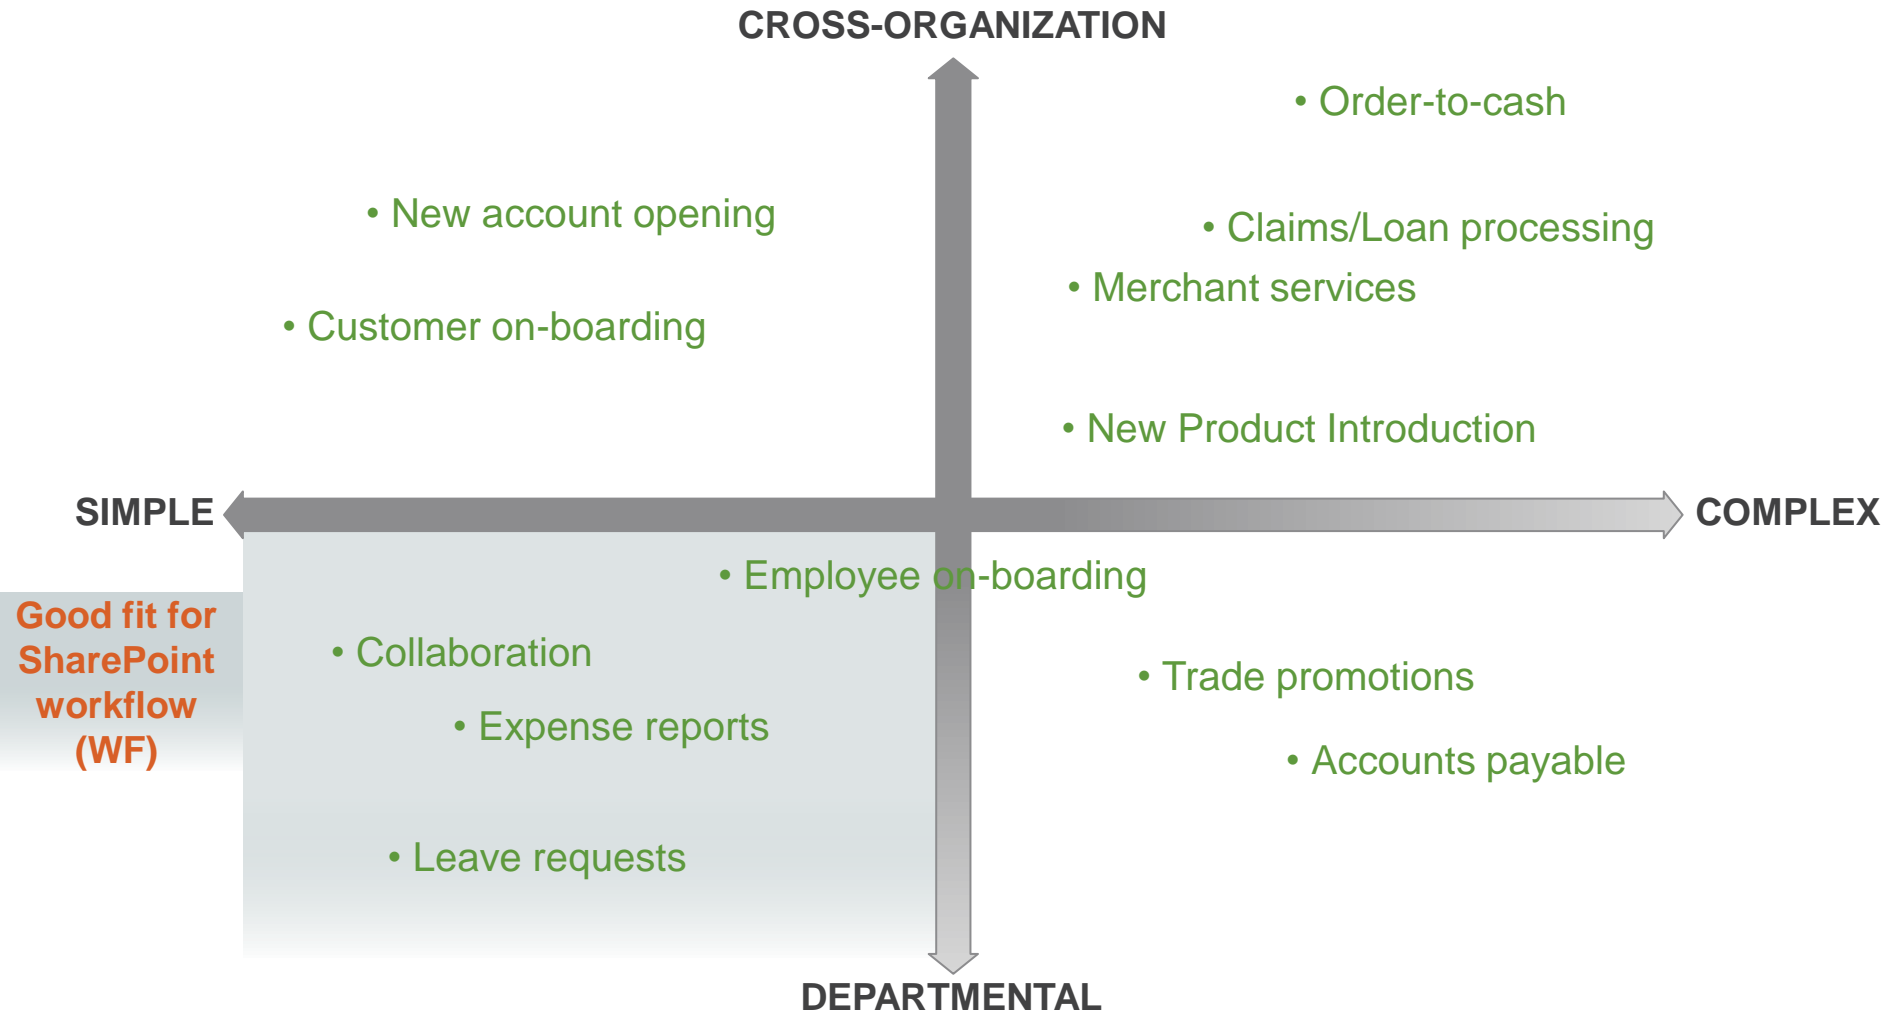 CROSS-ORGANIZATION
• Order-to-cash
• New account opening
• Claims/Loan processing
• Merchant services
• Customer on-boarding
• New Product Introduction
SIMPLE
COMPLEX
• Employee on-boarding
Good fit for
SharePoint
workflow
(WF)
• Collaboration
• Trade promotions
• Expense reports
• Accounts payable
• Leave requests
DEPARTMENTAL